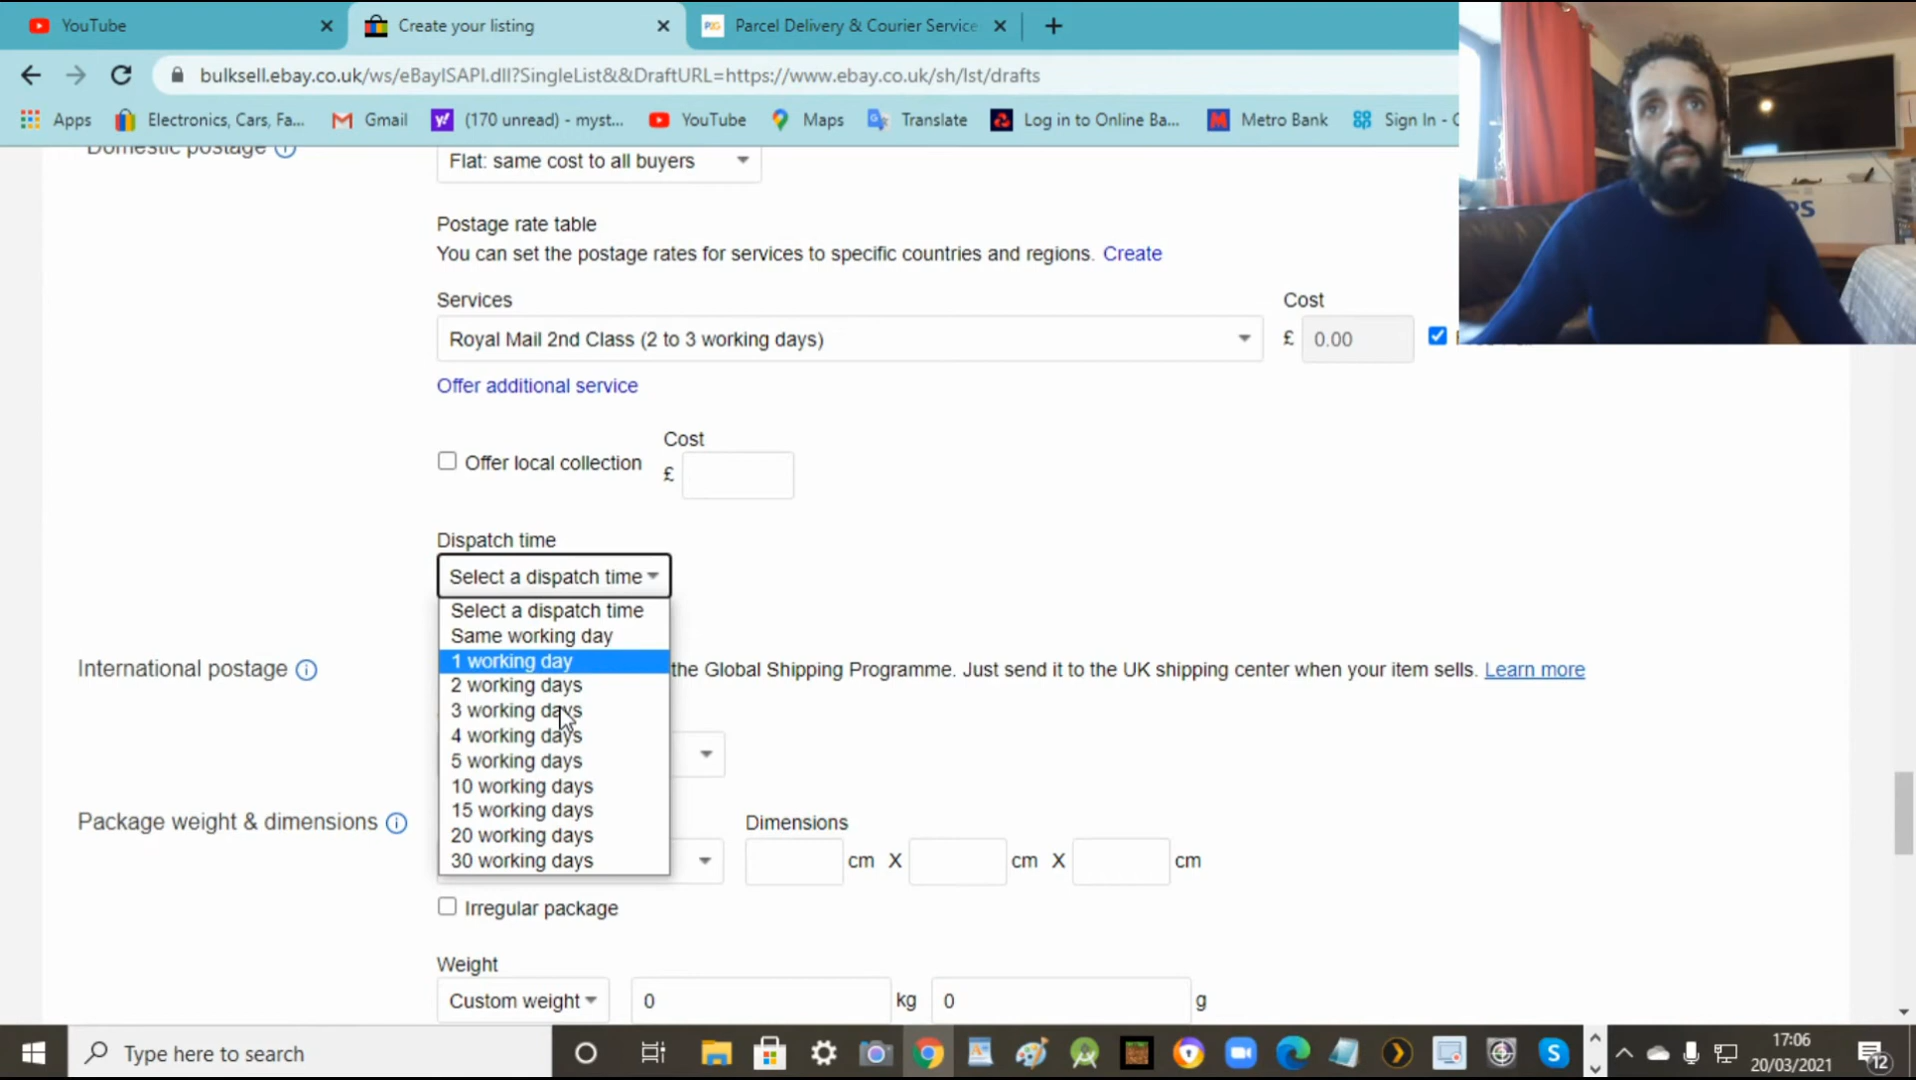 YouTube
Create your listing
Parcel Delivery & Courier Service
bulksell.ebay.co.uk/ws/eBayISAPI.dll?SingleList&&DraftURL=https://www.ebay.co.uk/sh/lst/drafts
Apps
Electronics, Cars, Fa...
Gmail
(170 unread) - myst...
YouTube
Maps
Translate
Log in to Online Ba...
Metro Bank
Sign In -
Domestic postage
Flat: same cost to all buyers
Postage rate table
You can set the postage rates for services to specific countries and regions. Create
Services
Cost
Royal Mail 2nd Class (2 to 3 working days)
£ 0.00
Offer additional service
Cost
Offer local collection
£
Dispatch time
Select a dispatch time
Select a dispatch time
Same working day
1 working day
2 working days
3 working days
4 working days
5 working days
10 working days
15 working days
20 working days
30 working days
International postage
the Global Shipping Programme. Just send it to the UK shipping center when your item sells. Learn more
Package weight & dimensions
Dimensions
cm X cm X cm
Irregular package
Weight
Custom weight
0 kg 0 g
Type here to search
17:06
20/03/2021
12